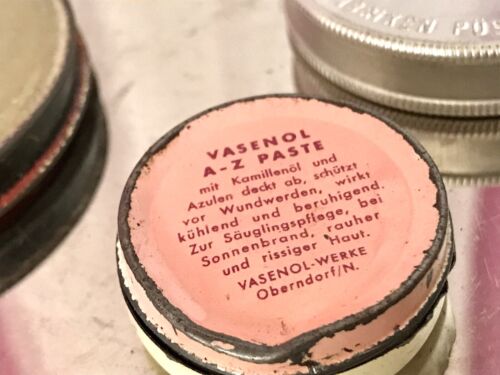 VASENOL
A-Z PASTE
mit Kamillenöl und
Azulen deckt ab, schützt
vor Wundwerden, wirkt
kühlend und beruhigend.
Zur Säuglingspflege, bei
Sonnenbrand, rauher
und rissiger Haut.
VASENOL-WERKE
Oberndorf/N.